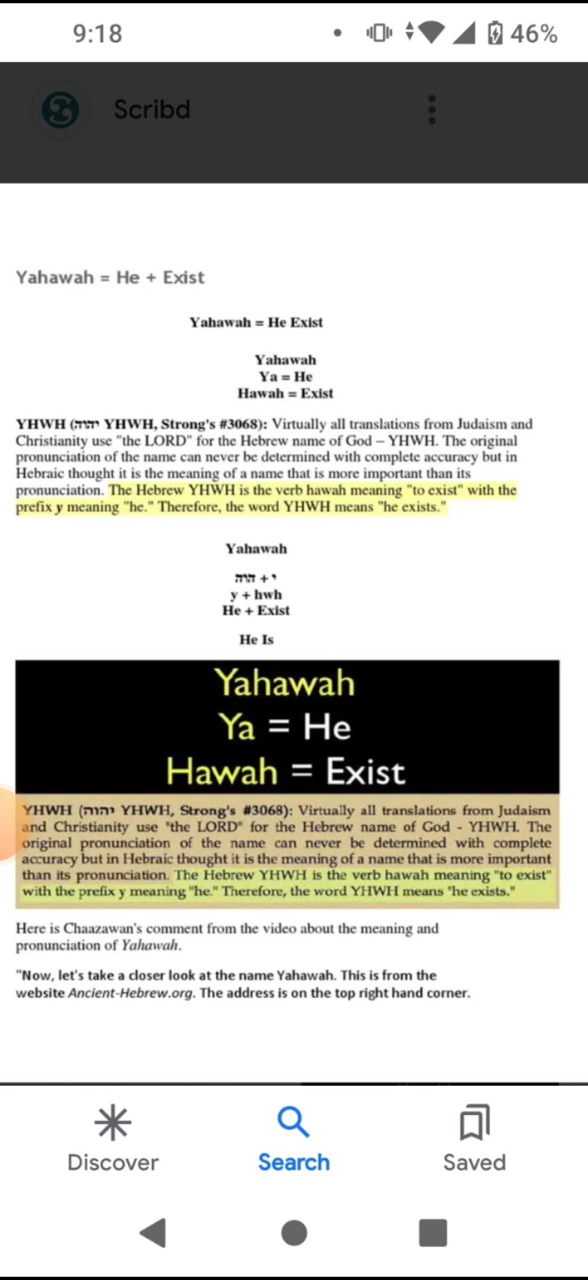 9:18
46%
Scribd
Yahawah = He + Exist
Yahawah = He Exist
Yahawah
Ya = He
Hawah = Exist
YHWH (יהוה YHWH, Strong's #3068): Virtually all translations from Judaism and
Christianity use "the LORD" for the Hebrew name of God – YHWH. The original
pronunciation of the name can never be determined with complete accuracy but in
Hebraic thought it is the meaning of a name that is more important than its
pronunciation. The Hebrew YHWH is the verb hawah meaning "to exist" with the
prefix y meaning "he." Therefore, the word YHWH means "he exists."
Yahawah
י + הוה
y + hwh
He + Exist
He Is
Yahawah
Ya = He
Hawah = Exist
YHWH (יהוה YHWH, Strong's #3068): Virtually all translations from Judaism
and Christianity use "the LORD" for the Hebrew name of God - YHWH. The
original pronunciation of the name can never be determined with complete
accuracy but in Hebraic thought it is the meaning of a name that is more important
than its pronunciation. The Hebrew YHWH is the verb hawah meaning "to exist"
with the prefix y meaning "he." Therefore, the word YHWH means "he exists."
Here is Chaazawan's comment from the video about the meaning and
pronunciation of Yahawah.
"Now, let's take a closer look at the name Yahawah. This is from the
website Ancient-Hebrew.org. The address is on the top right hand corner.
Discover
Search
Saved